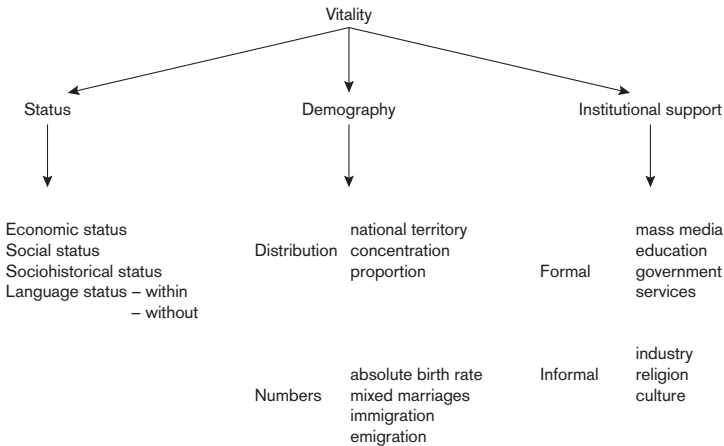 Vitality
Status
Demography
Institutional support
Economic status
Social status
Sociohistorical status
Language status – within
– without
Distribution
national territory
concentration
proportion
Numbers
absolute birth rate
mixed marriages
immigration
emigration
Formal
mass media
education
government
services
Informal
industry
religion
culture